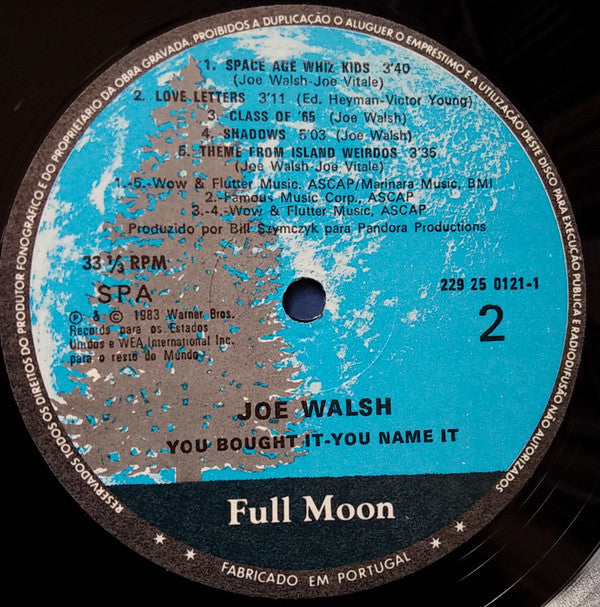 RESERVADOS TODOS OS DIREITOS DO PRODUTOR FONOGRÁFICO E DO PROPRIETÁRIO DA OBRA GRAVADA. PROIBIDOS A DUPLICAÇÃO O ALUGUER. O EMPRÉSTIMO E A UTILIZAÇÃO DESTE DISCO PARA EXECUÇÃO PÚBLICA E RADIODIFUSÃO NÃO AUTORIZADOS
1. SPACE AGE WHIZ KIDS 3'40
(Joe Walsh-Joe Vitale)
2. LOVE LETTERS 3'11 (Ed. Heyman-Victor Young)
3. CLASS OF '65 (Joe Walsh)
4. SHADOWS 5'03 (Joe Walsh)
5. THEME FROM ISLAND WEIRDOS 3'35
(Joe Walsh-Joe Vitale)
1.-5.-Wow & Flutter Music, ASCAP/Marinara Music, BMI
2.-Famous Music Corp., ASCAP
3.-4.-Wow & Flutter Music, ASCAP
Produzido por Bill Szymczyk para Pandora Productions
33 1/3 RPM
SPA
229 25 0121-1
2
℗ & © 1983 Warner Bros.
Records para os Estados
Unidos e WEA International Inc.
para o resto do Mundo
JOE WALSH
YOU BOUGHT IT-YOU NAME IT
Full Moon
★ ★ FABRICADO EM PORTUGAL ★ ★